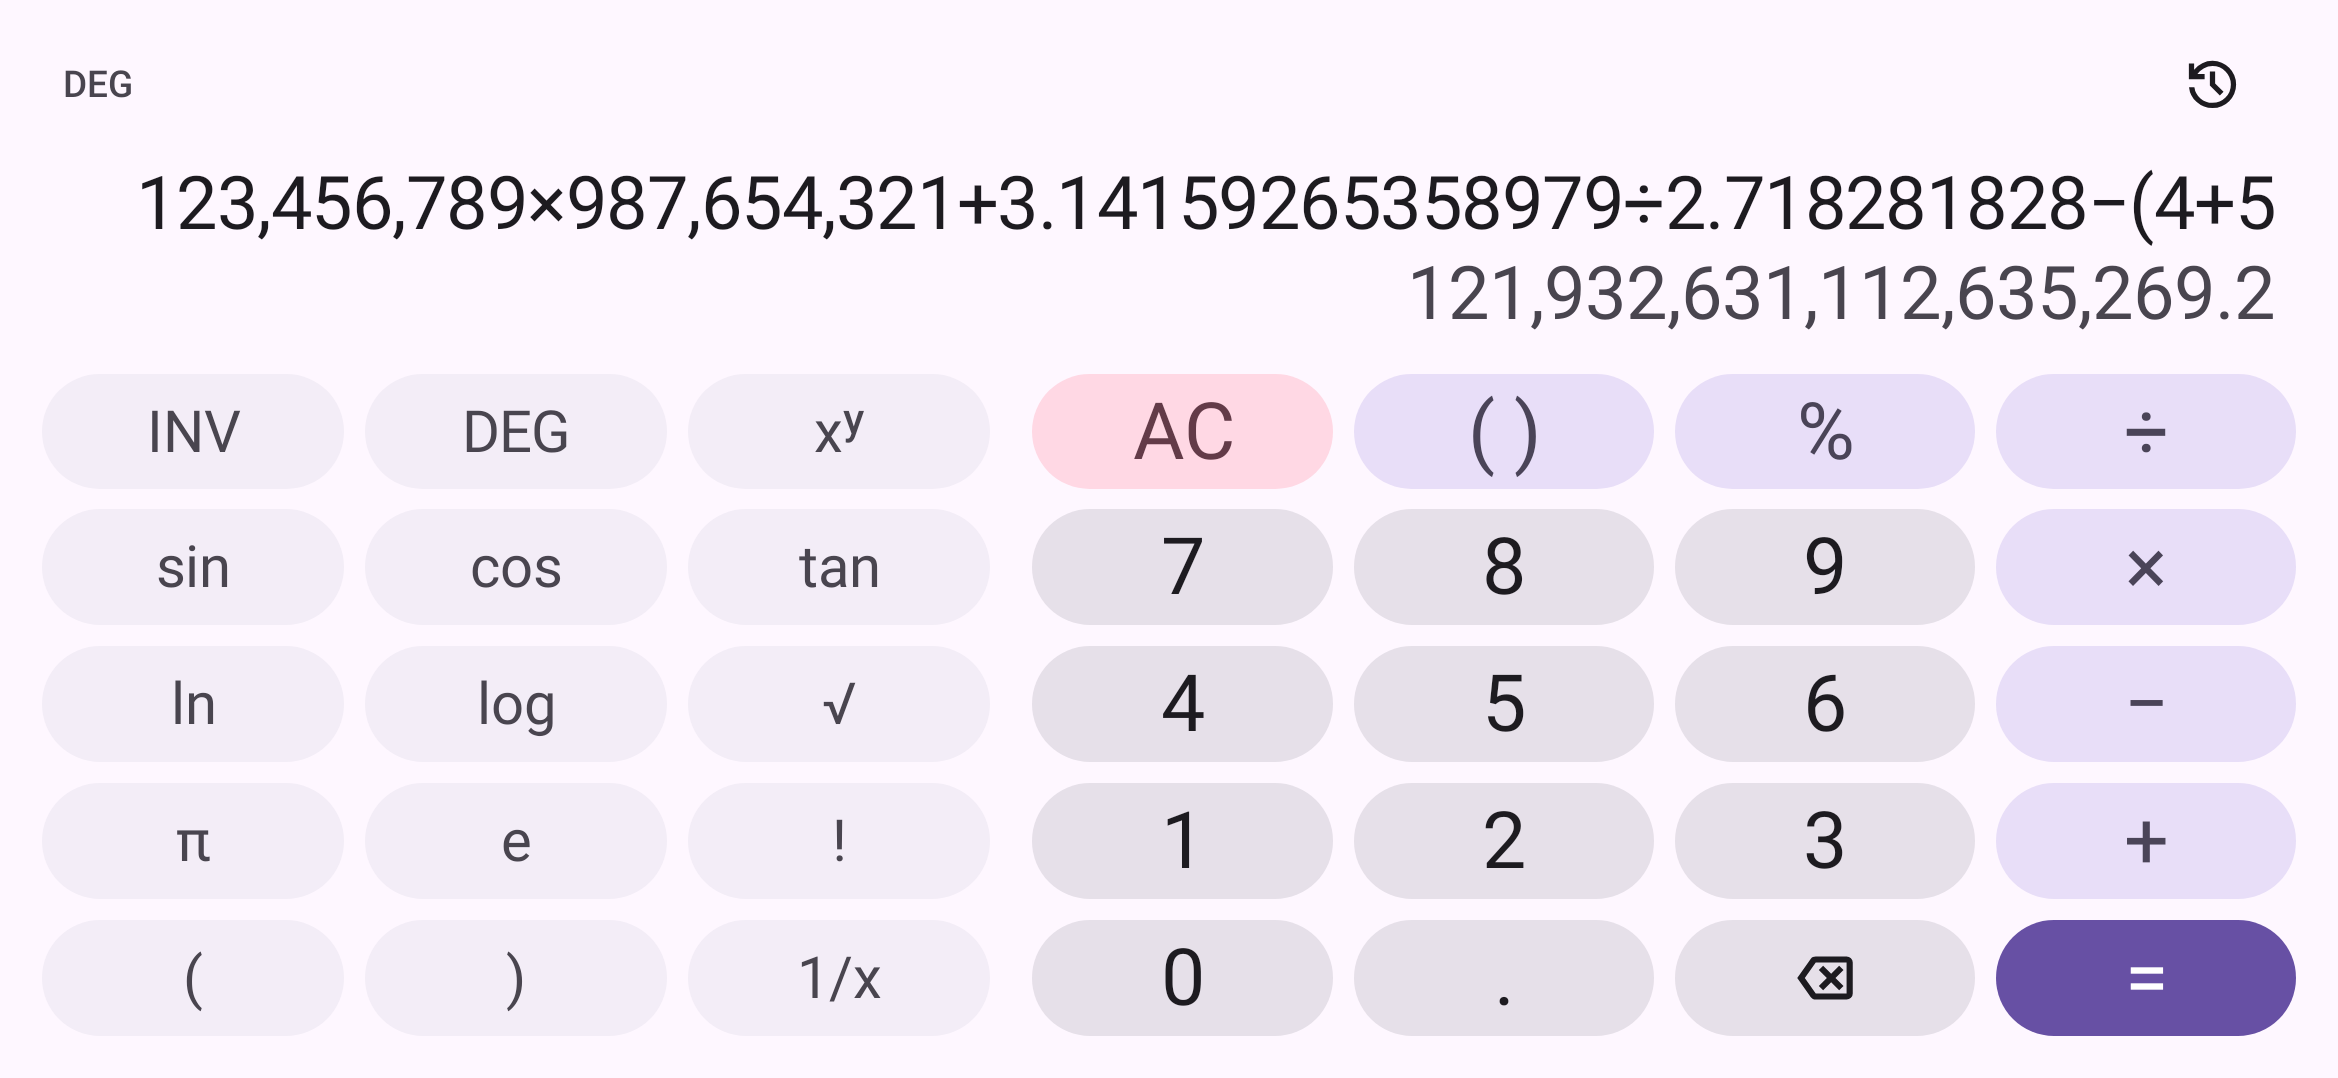 DEG
123,456,789×987,654,321+3.14159265358979÷2.718281828−(4+5
121,932,631,112,635,269.2
INV DEG xʸ AC ( ) % ÷
sin cos tan 7 8 9 ×
ln log √ 4 5 6 −
π e ! 1 2 3 +
( ) 1/x 0 . =